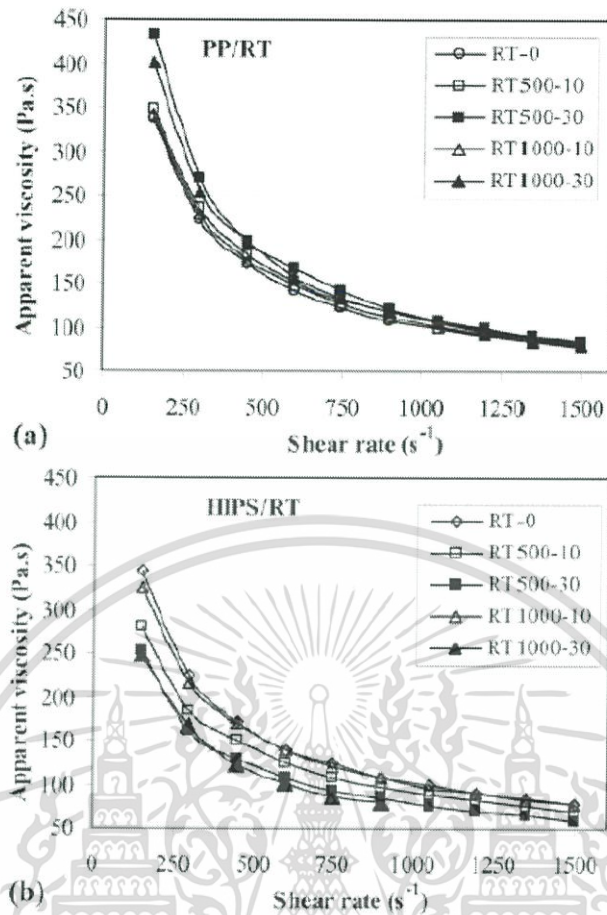 450
400
350
300
250
200
150
100
50
Apparent viscosity (Pa.s)
PP/RT
RT-0
RT500-10
RT500-30
RT1000-10
RT1000-30
0 250 500 750 1000 1250 1500
Shear rate (s⁻¹)
(a)
450
400
350
300
250
200
150
100
50
Apparent viscosity (Pa.s)
HIPS/RT
RT-0
RT500-10
RT500-30
RT1000-10
RT1000-30
0 250 500 750 1000 1250 1500
Shear rate (s⁻¹)
(b)